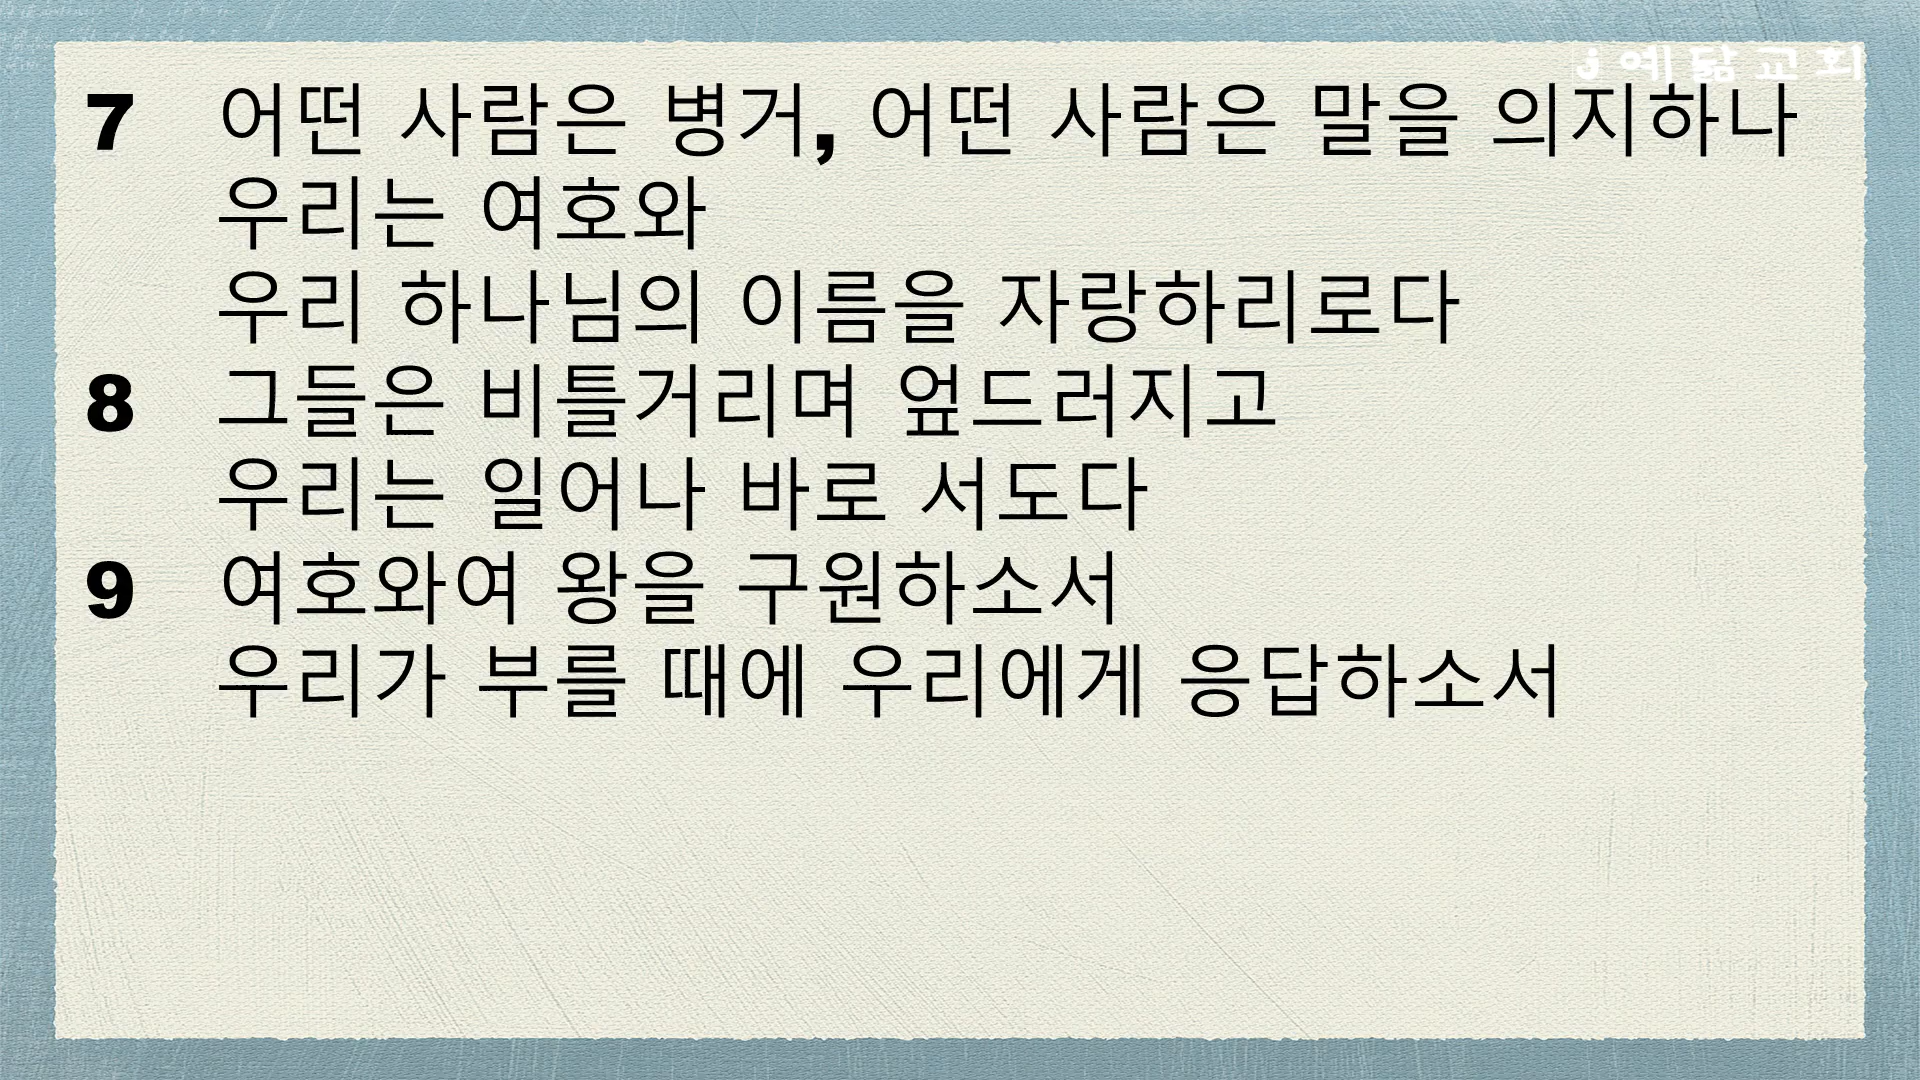 j 예닮교회
7 어떤 사람은 병거, 어떤 사람은 말을 의지하나
우리는 여호와
우리 하나님의 이름을 자랑하리로다
8 그들은 비틀거리며 엎드러지고
우리는 일어나 바로 서도다
9 여호와여 왕을 구원하소서
우리가 부를 때에 우리에게 응답하소서